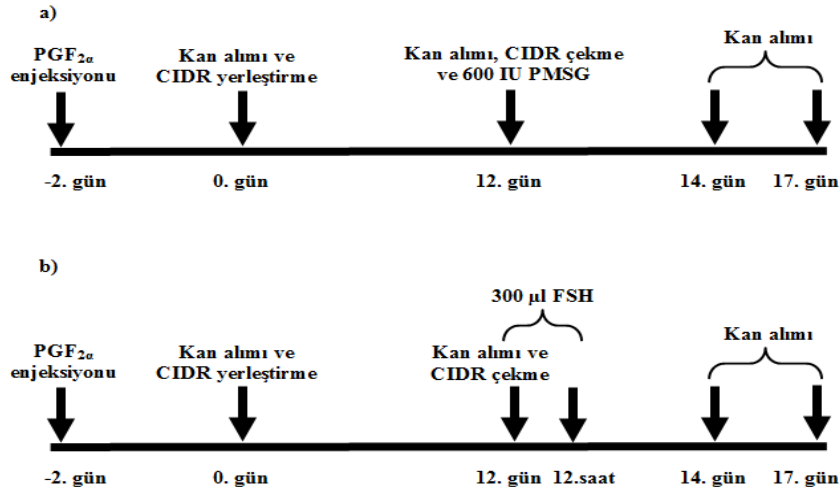 a)
PGF2α
enjeksiyonu
Kan alımı ve
CIDR yerleştirme
Kan alımı, CIDR çekme
ve 600 IU PMSG
Kan alımı
-2. gün
0. gün
12. gün
14. gün
17. gün
b)
300 µl FSH
PGF2α
enjeksiyonu
Kan alımı ve
CIDR yerleştirme
Kan alımı ve
CIDR çekme
Kan alımı
-2. gün
0. gün
12. gün
12.saat
14. gün
17. gün